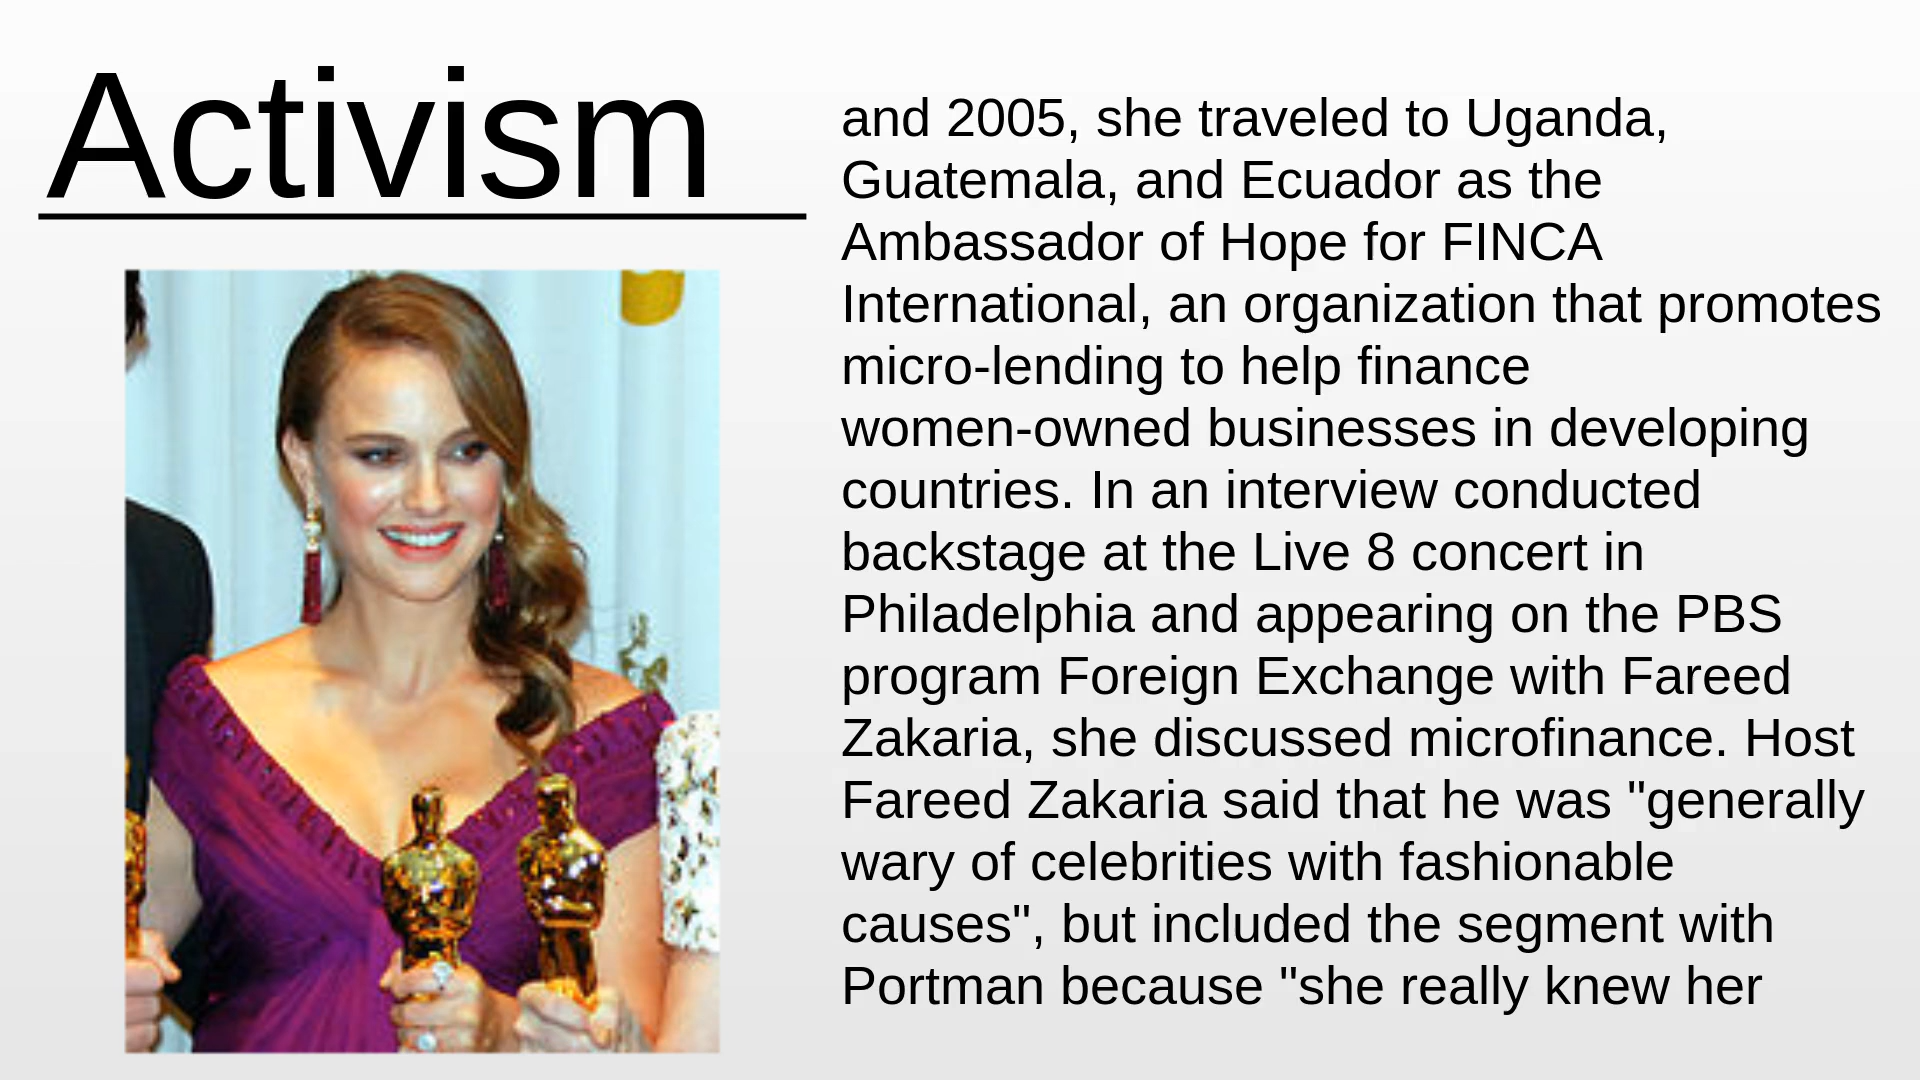 Activism
and 2005, she traveled to Uganda,
Guatemala, and Ecuador as the
Ambassador of Hope for FINCA
International, an organization that promotes
micro-lending to help finance
women-owned businesses in developing
countries. In an interview conducted
backstage at the Live 8 concert in
Philadelphia and appearing on the PBS
program Foreign Exchange with Fareed
Zakaria, she discussed microfinance. Host
Fareed Zakaria said that he was "generally
wary of celebrities with fashionable
causes", but included the segment with
Portman because "she really knew her